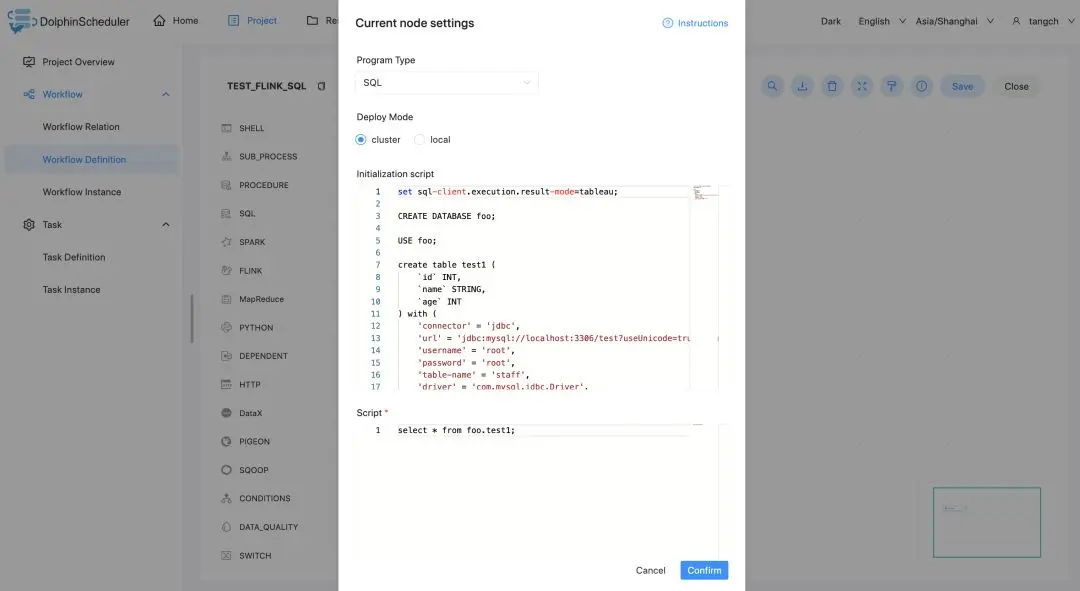 DolphinScheduler
Home
Project
Current node settings
Instructions
Dark
English
Asia/Shanghai
tangch
Project Overview
Workflow
Workflow Relation
Workflow Definition
Workflow Instance
Task
Task Definition
Task Instance
TEST_FLINK_SQL
Save
Close
SHELL
SUB_PROCESS
PROCEDURE
SQL
SPARK
FLINK
MapReduce
PYTHON
DEPENDENT
HTTP
DataX
PIGEON
SQOOP
CONDITIONS
DATA_QUALITY
SWITCH
Program Type
SQL
Deploy Mode
cluster
local
Initialization script
1 set sql-client.execution.result-mode=tableau;
2
3 CREATE DATABASE foo;
4
5 USE foo;
6
7 create table test1 (
8 `id` INT,
9 `name` STRING,
10 `age` INT
11 ) with (
12 'connector' = 'jdbc',
13 'url' = 'jdbc:mysql://localhost:3306/test?useUnicode=tru
14 'username' = 'root',
15 'password' = 'root',
16 'table-name' = 'staff',
17 'driver' = 'com.mysql.jdbc.Driver',
Script *
1 select * from foo.test1;
Cancel
Confirm